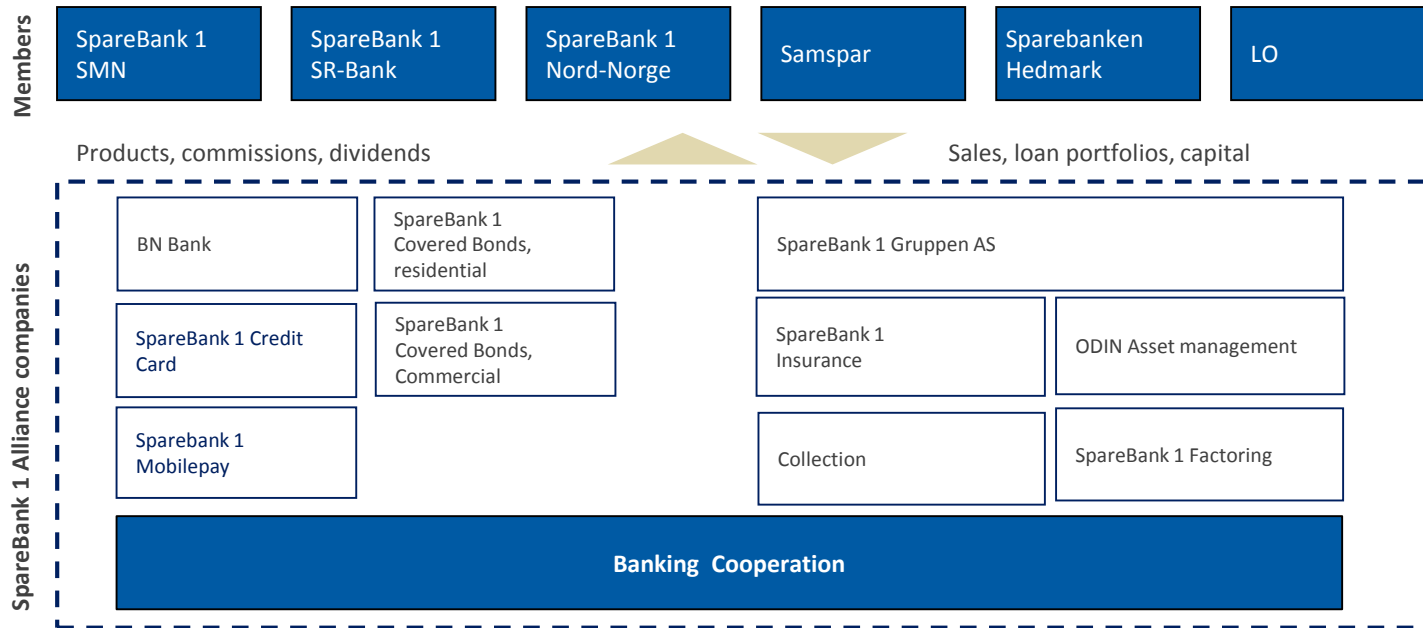 Members
SpareBank 1
SMN
SpareBank 1
SR-Bank
SpareBank 1
Nord-Norge
Samspar
Sparebanken
Hedmark
LO
Products, commissions, dividends
Sales, loan portfolios, capital
SpareBank 1 Alliance companies
BN Bank
SpareBank 1
Covered Bonds,
residential
SpareBank 1 Gruppen AS
SpareBank 1 Credit
Card
SpareBank 1
Covered Bonds,
Commercial
SpareBank 1
Insurance
ODIN Asset management
Sparebank 1
Mobilepay
Collection
SpareBank 1 Factoring
Banking Cooperation